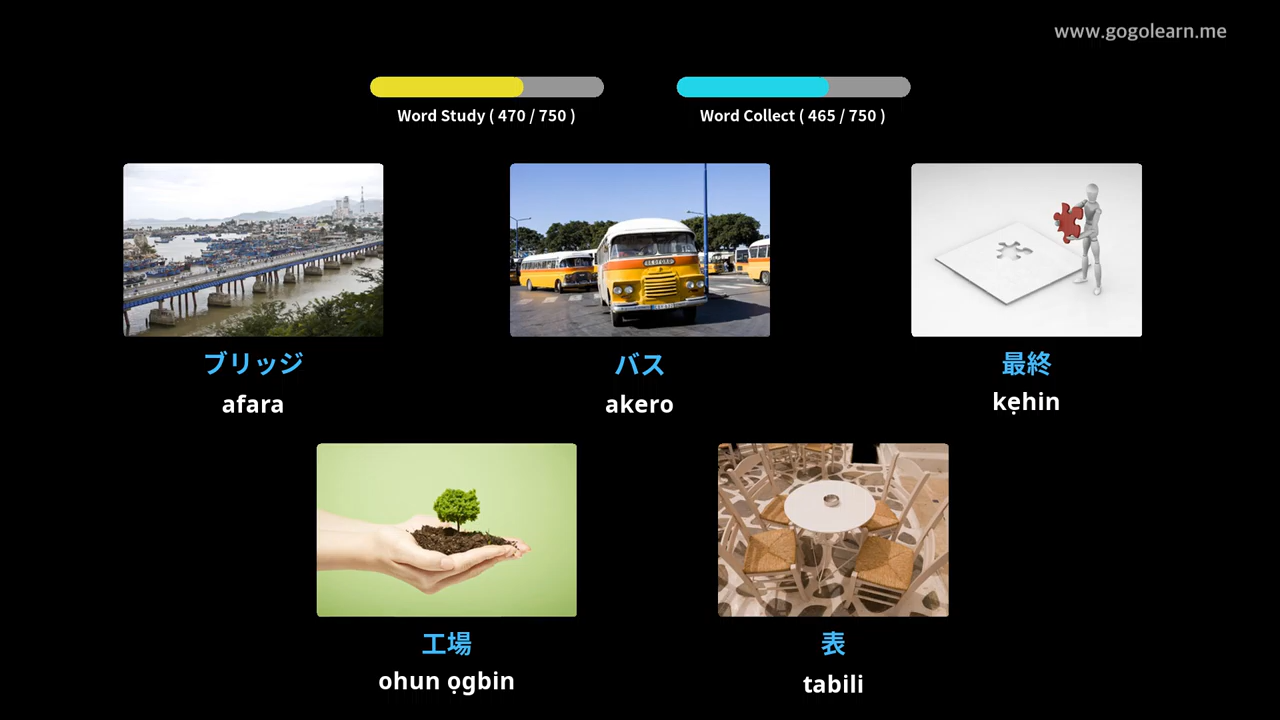 www.gogolearn.me
Word Study ( 470 / 750 )
Word Collect ( 465 / 750 )
ブリッジ
afara
バス
akero
最終
kẹhin
工場
ohun ọgbin
表
tabili